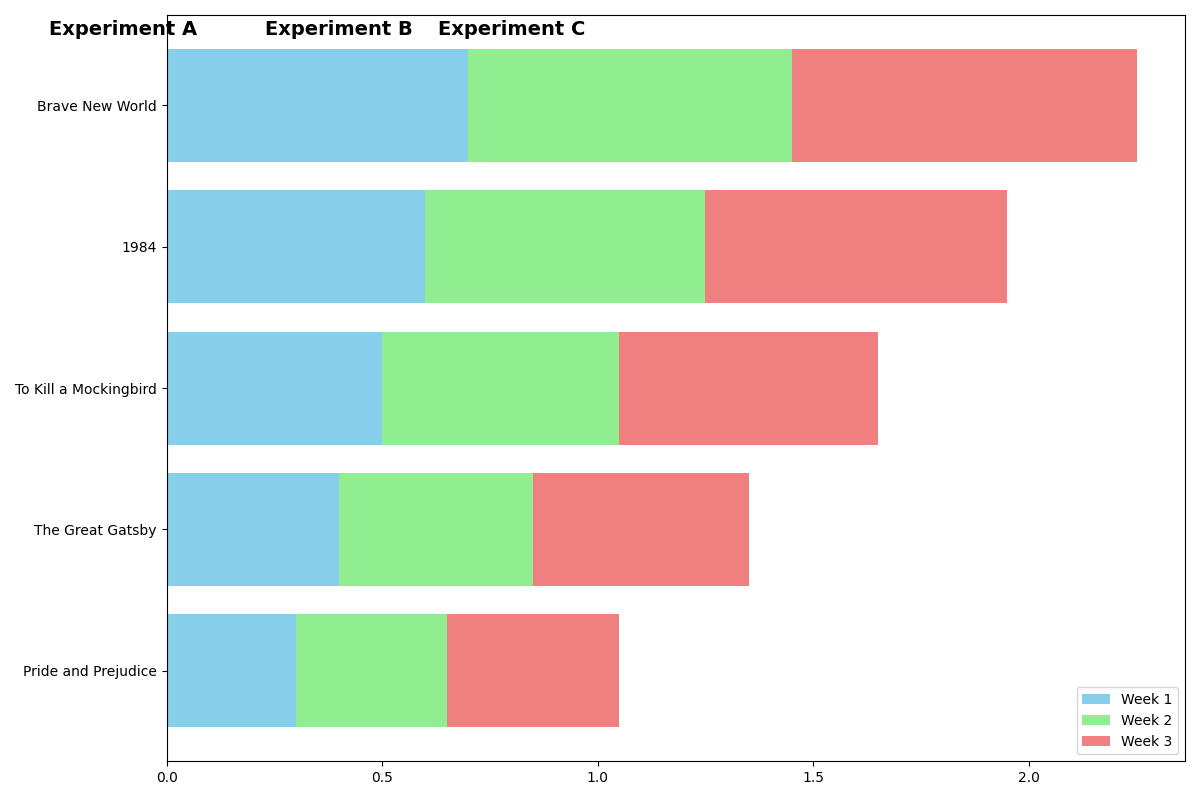 Experiment A Experiment B Experiment C
Brave New World
1984
To Kill a Mockingbird
The Great Gatsby
Pride and Prejudice
Week 1
Week 2
Week 3
0.0 0.5 1.0 1.5 2.0